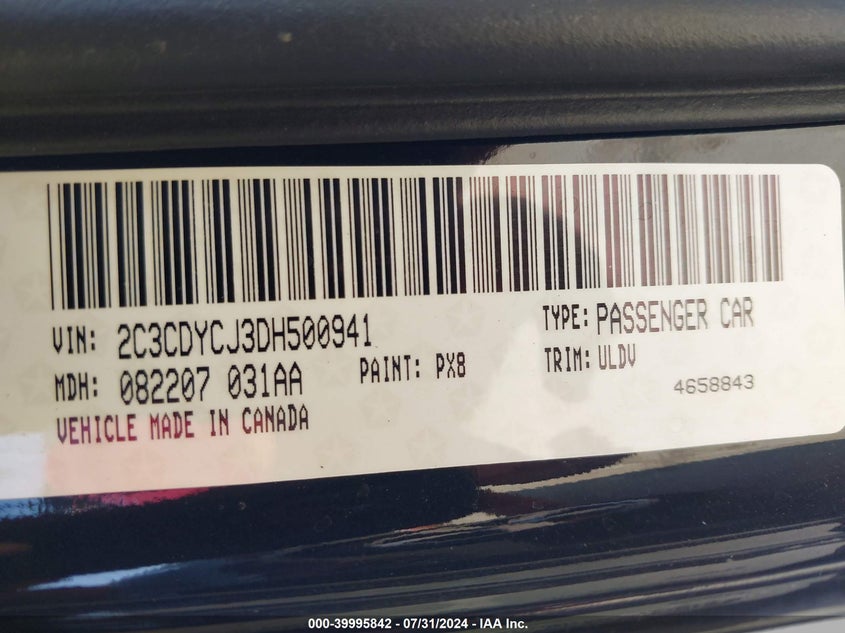 VIN: 2C3CDYCJ3DH500941 TYPE: PASSENGER CAR
MDH: 082207 031AA PAINT: PX8 TRIM: ULDV
4658843
VEHICLE MADE IN CANADA
000-39995842 / 07/31/2024 - IAA Inc.